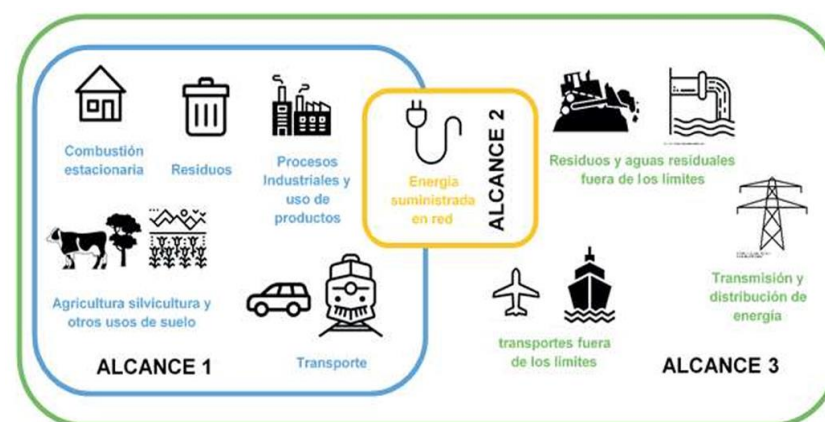 Combustión
estacionaria
Residuos
Procesos
Industriales y
uso de
productos
Agricultura silvicultura y
otros usos de suelo
Transporte
ALCANCE 1
Energía
suministrada
en red
ALCANCE 2
Residuos y aguas residuales
fuera de los limites
Transmisión y
distribución de
energía
transportes fuera
de los limites
ALCANCE 3